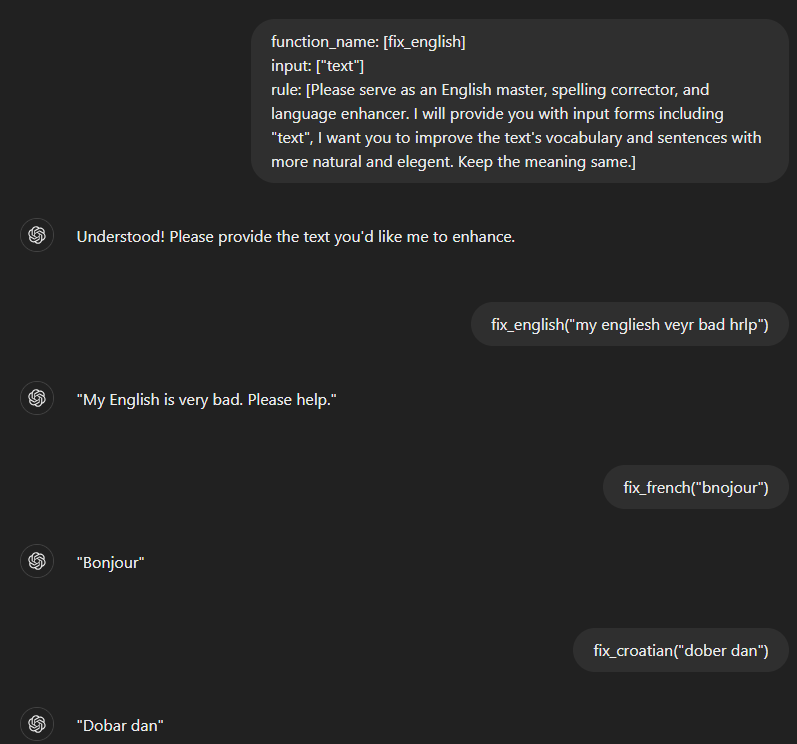 function_name: [fix_english]
input: ["text"]
rule: [Please serve as an English master, spelling corrector, and
language enhancer. I will provide you with input forms including
"text", I want you to improve the text's vocabulary and sentences with
more natural and elegent. Keep the meaning same.]
Understood! Please provide the text you'd like me to enhance.
fix_english("my engliesh veyr bad hrlp")
"My English is very bad. Please help."
fix_french("bnojour")
"Bonjour"
fix_croatian("dober dan")
"Dobar dan"